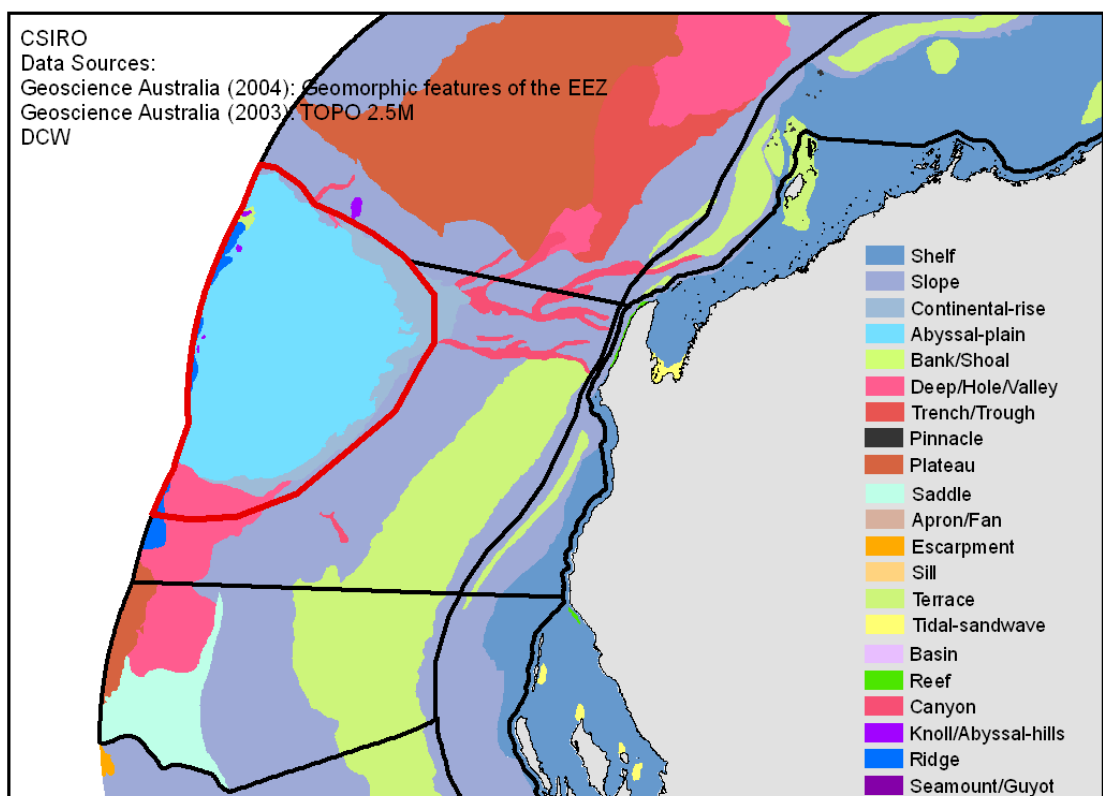 CSIRO
Data Sources:
Geoscience Australia (2004): Geomorphic features of the EEZ
Geoscience Australia (2003): TOPO 2.5M
DCW
Shelf
Slope
Continental-rise
Abyssal-plain
Bank/Shoal
Deep/Hole/Valley
Trench/Trough
Pinnacle
Plateau
Saddle
Apron/Fan
Escarpment
Sill
Terrace
Tidal-sandwave
Basin
Reef
Canyon
Knoll/Abyssal-hills
Ridge
Seamount/Guyot